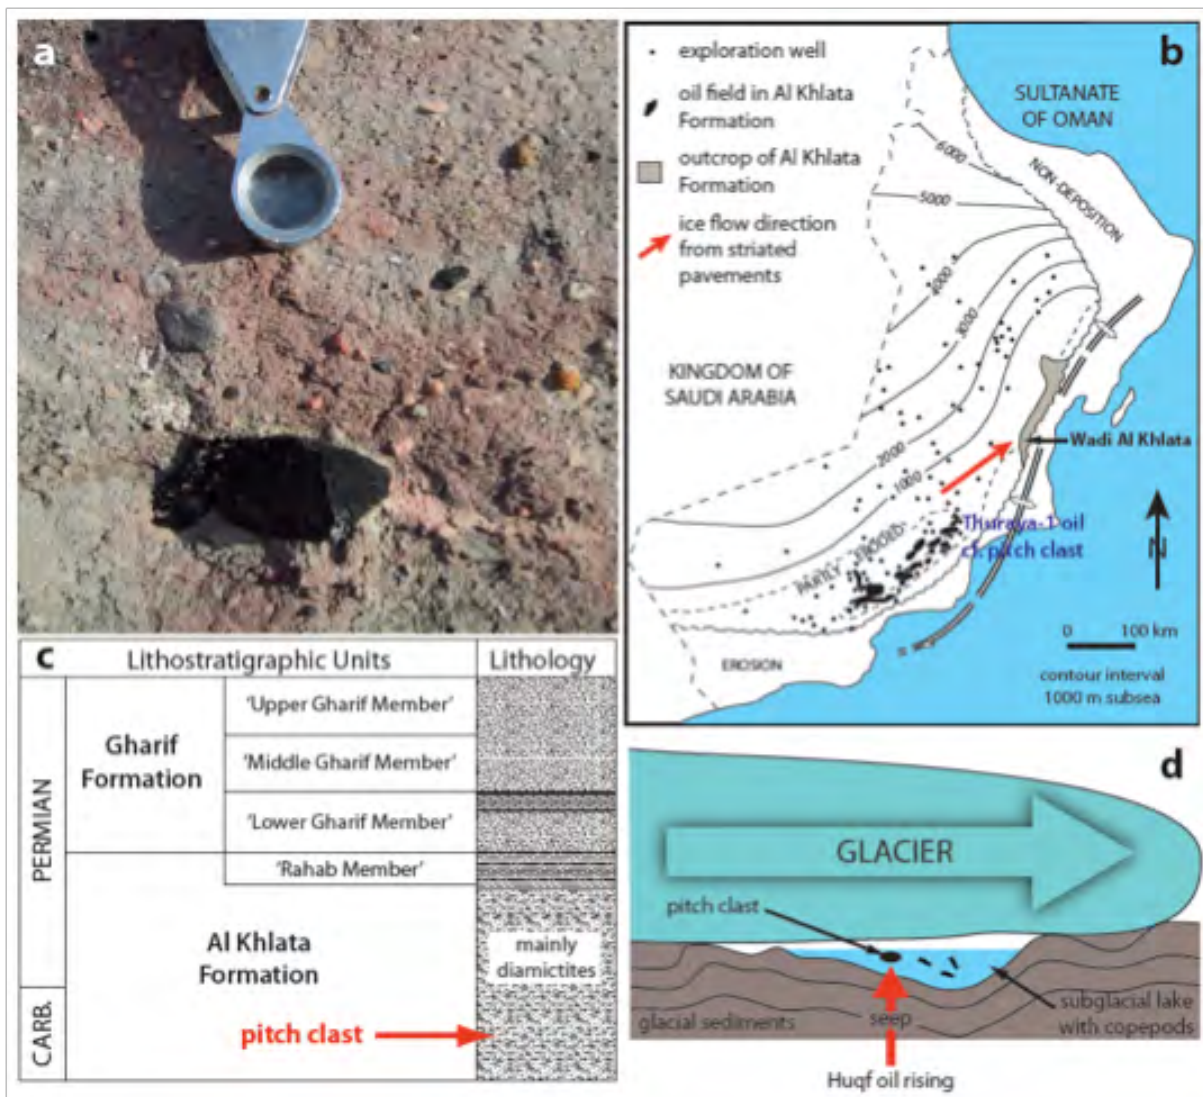 a
b
exploration well
oil field in Al Khlata
Formation
outcrop of Al Khlata
Formation
ice flow direction
from striated
pavements
SULTANATE
OF OMAN
NON-DEPOSITION
6,000
5000
4000
3000
2000
1000
KINGDOM OF
SAUDI ARABIA
Wadi Al Khlata
Thuraya-1 oil
cf. pitch clast
PARTLY ERODED
EROSION
N
0 100 km
contour interval
1000 m subsea
c
Lithostratigraphic Units
Lithology
PERMIAN
CARB.
Gharif
Formation
'Upper Gharif Member'
'Middle Gharif Member'
'Lower Gharif Member'
'Rahab Member'
Al Khlata
Formation
mainly
diamictites
pitch clast
d
GLACIER
pitch clast
glacial sediments
seep
subglacial lake
with copepods
Huqf oil rising